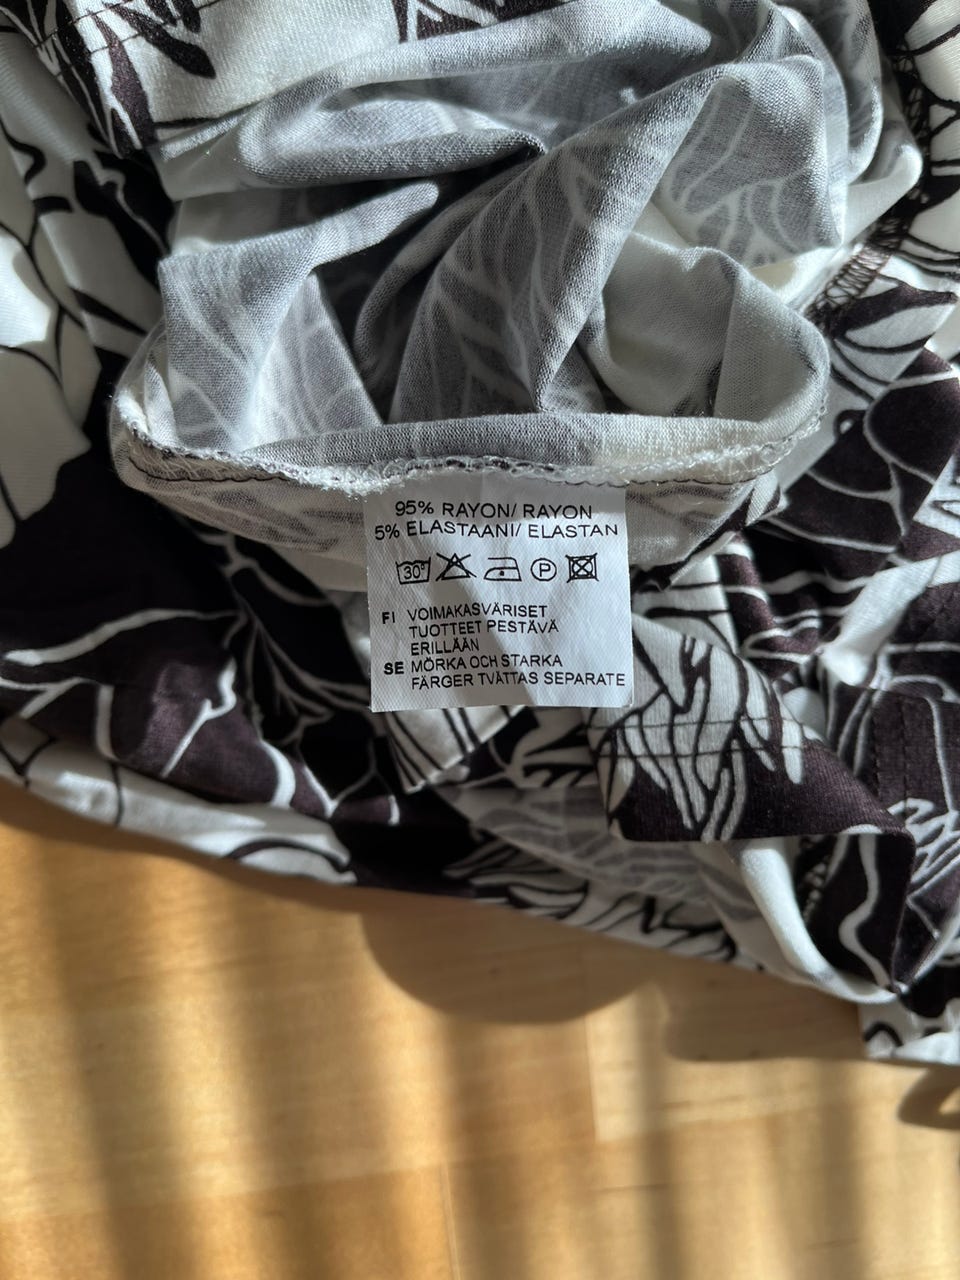 95% RAYON/ RAYON
5% ELASTAANI/ ELASTAN
30° P
FI VOIMAKASVÄRISET
TUOTTEET PESTÄVÄ
ERILLÄÄN
SE MÖRKA OCH STARKA
FÄRGER TVÄTTAS SEPARATE